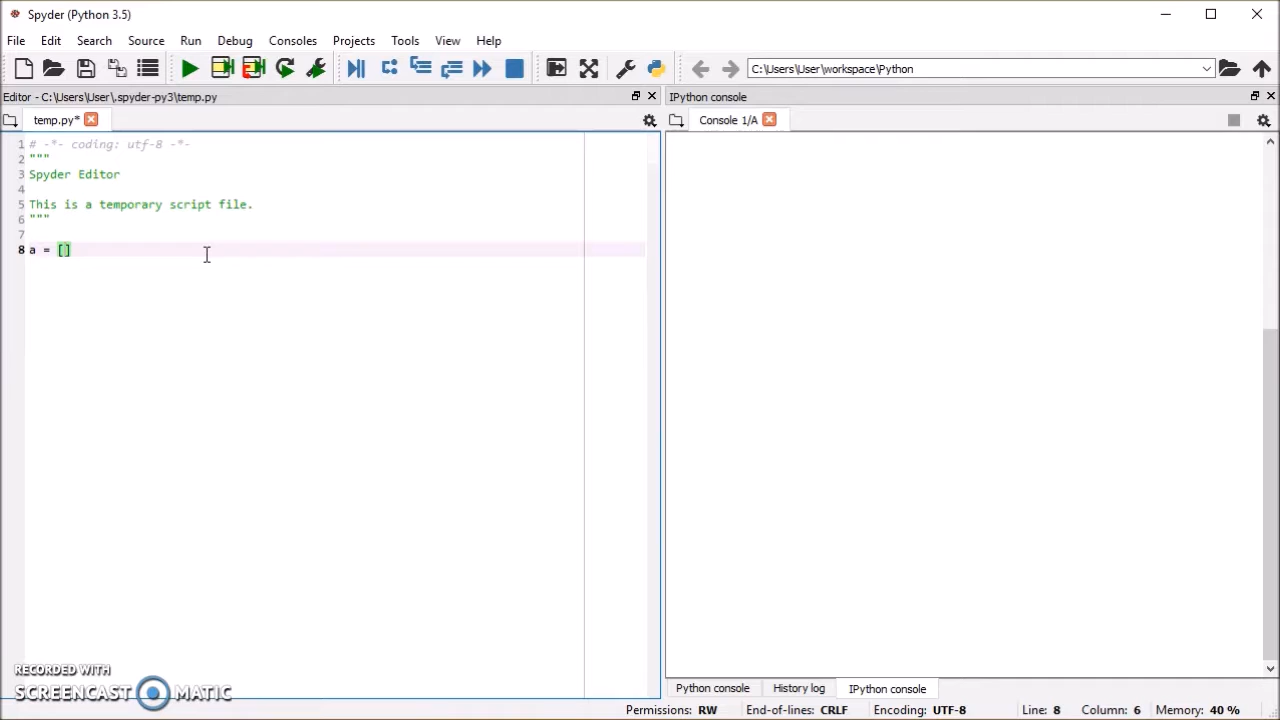 Spyder (Python 3.5)
File Edit Search Source Run Debug Consoles Projects Tools View Help
C:\Users\User\workspace\Python
Editor - C:\Users\User\.spyder-py3\temp.py
IPython console
temp.py*
Console 1/A
1 # -*- coding: utf-8 -*-
2 """
3 Spyder Editor
4
5 This is a temporary script file.
6 """
7
8 a = []
RECORDED WITH
SCREENCAST MATIC
Python console History log IPython console
Permissions: RW End-of-lines: CRLF Encoding: UTF-8 Line: 8 Column: 6 Memory: 40 %